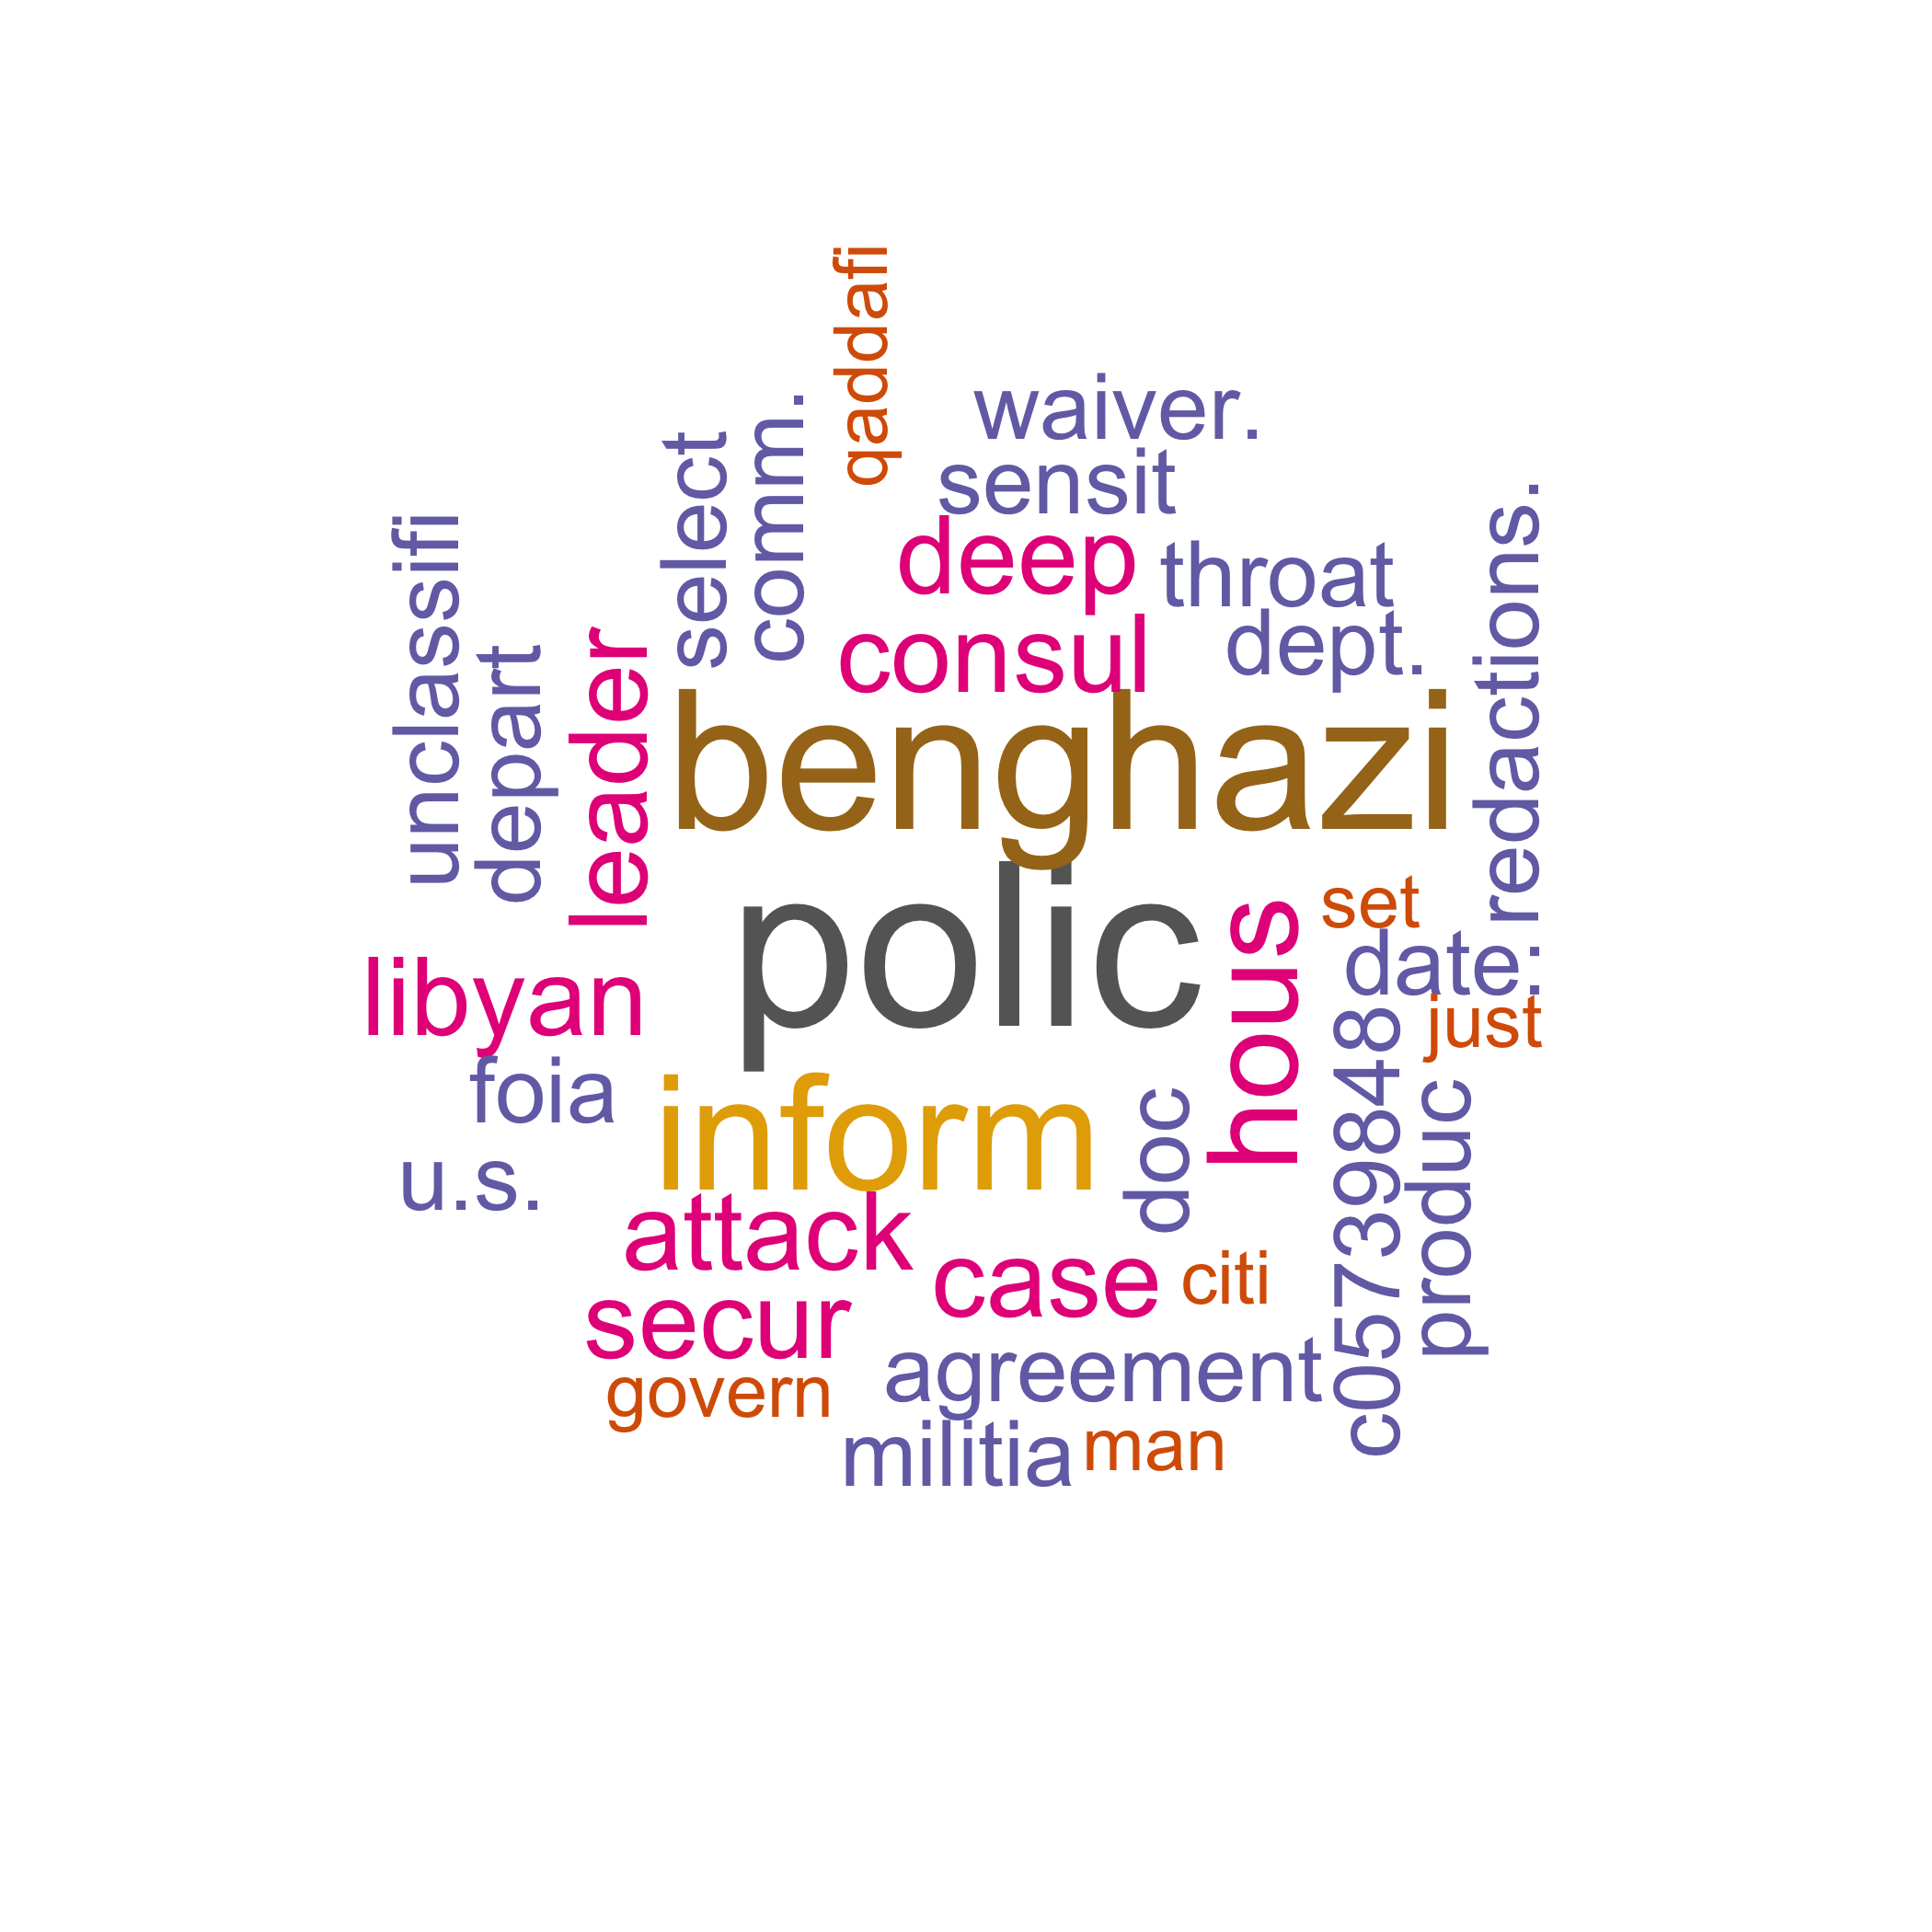 qaddafi
waiver.
sensit
select
comm.
deep
throat
unclassifi
redactions.
consul
dept.
depart
leader
benghazi
polic
set
hous
date:
libyan
just
foia
inform
doc
c05739848
produc
u.s.
attack
case
citi
secur
agreement
govern
militia
man